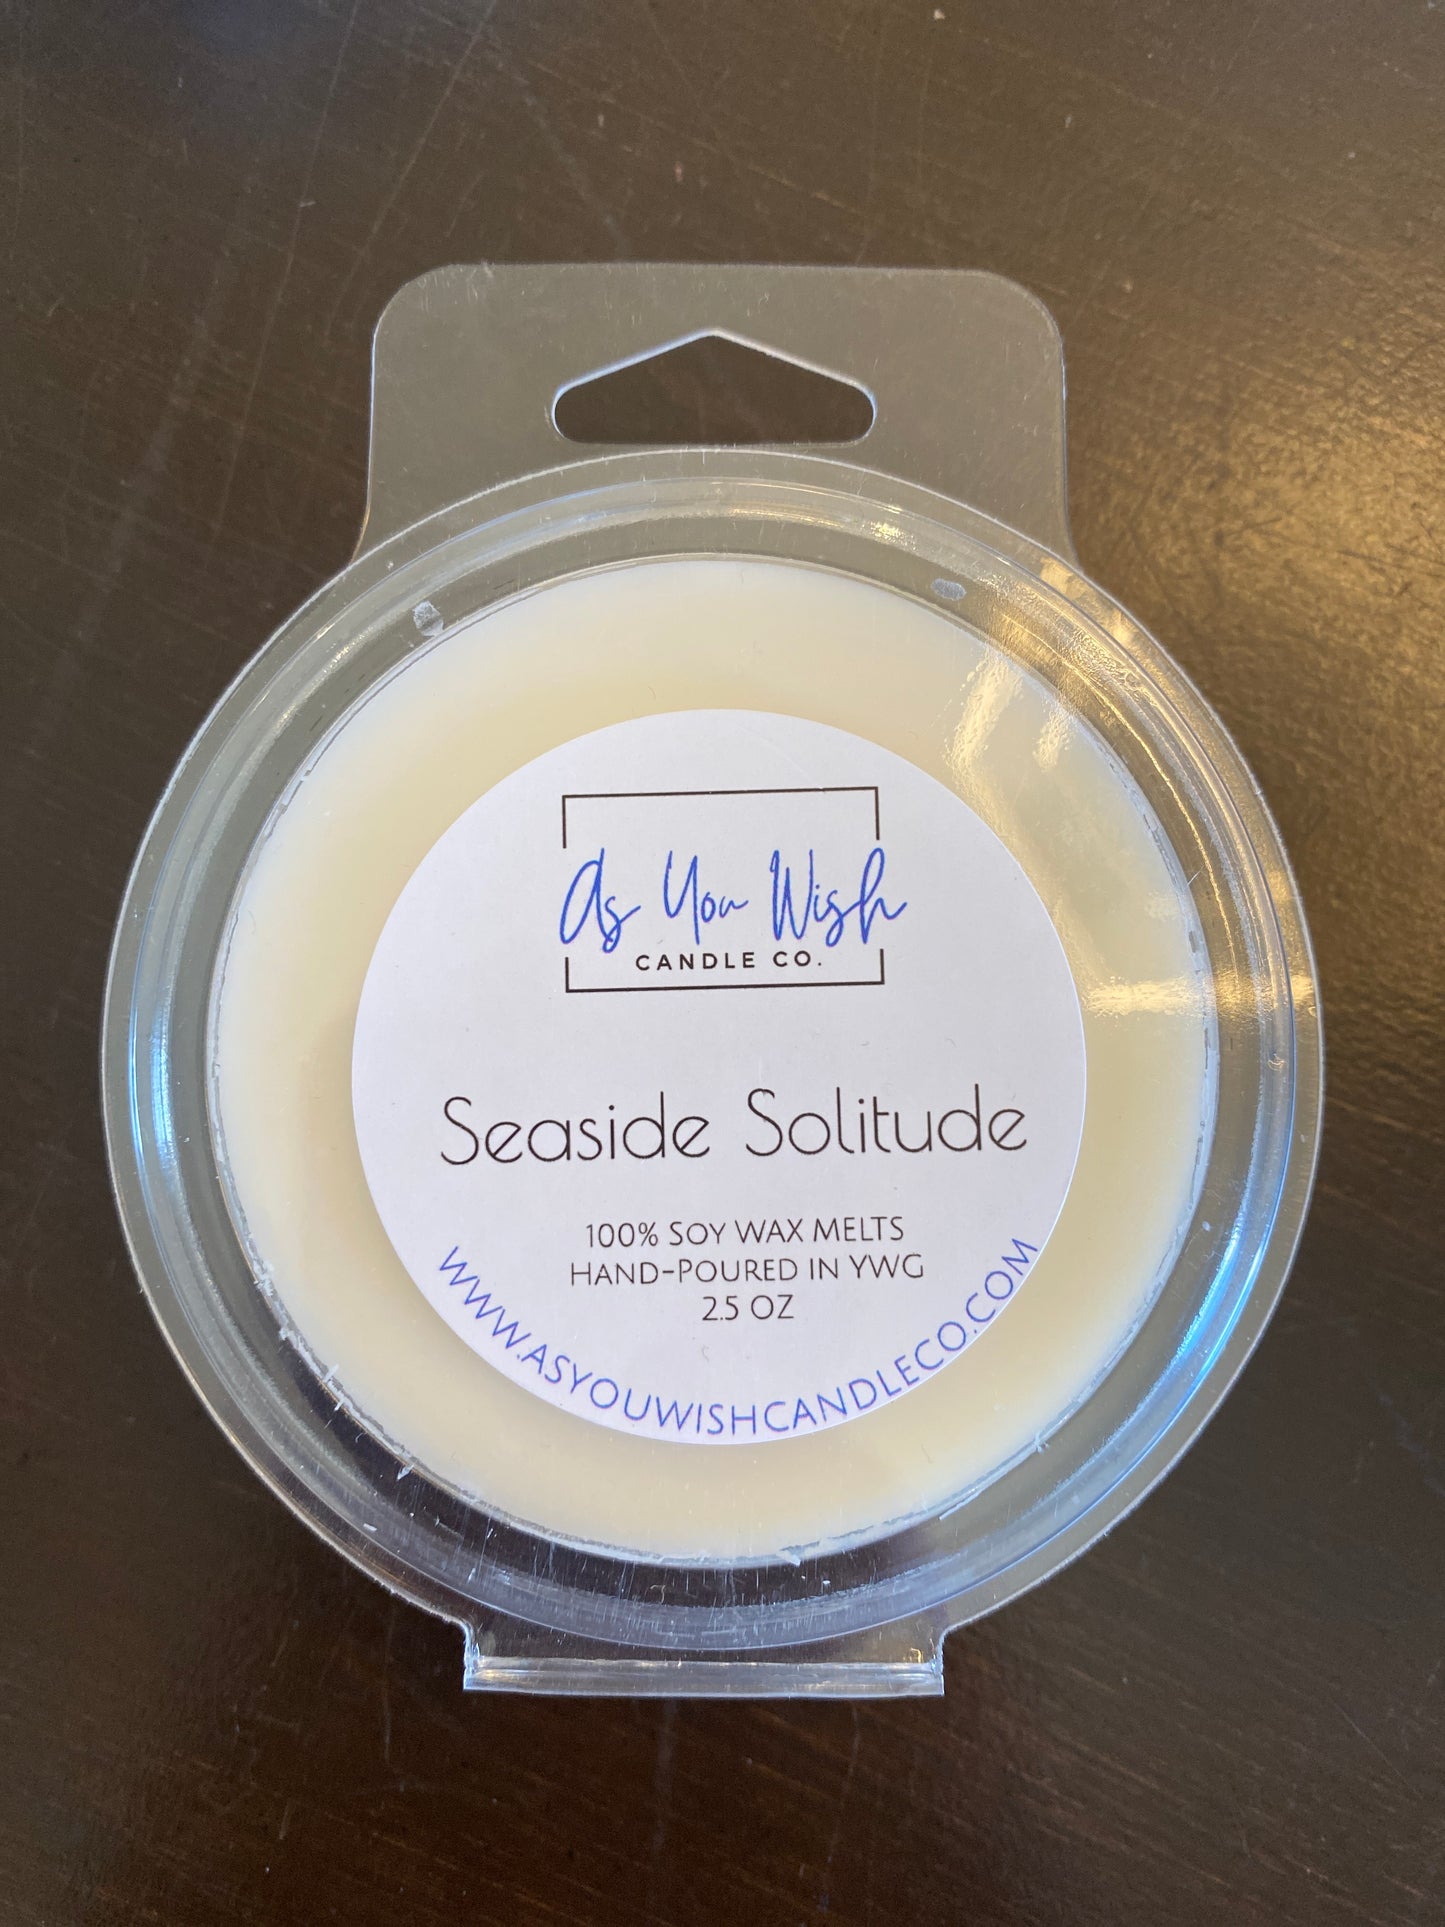 As You Wish
CANDLE CO.
Seaside Solitude
100% SOY WAX MELTS
HAND-POURED IN YWG
2.5 OZ
WWW.ASYOUWISHCANDLECO.COM